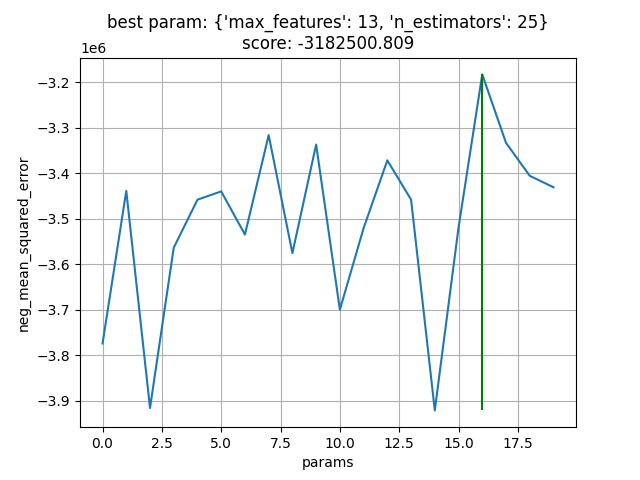 best param: {'max_features': 13, 'n_estimators': 25}
score: -3182500.809
1e6
−3.2
−3.3
−3.4
−3.5
−3.6
−3.7
−3.8
−3.9
neg_mean_squared_error
0.0 2.5 5.0 7.5 10.0 12.5 15.0 17.5
params